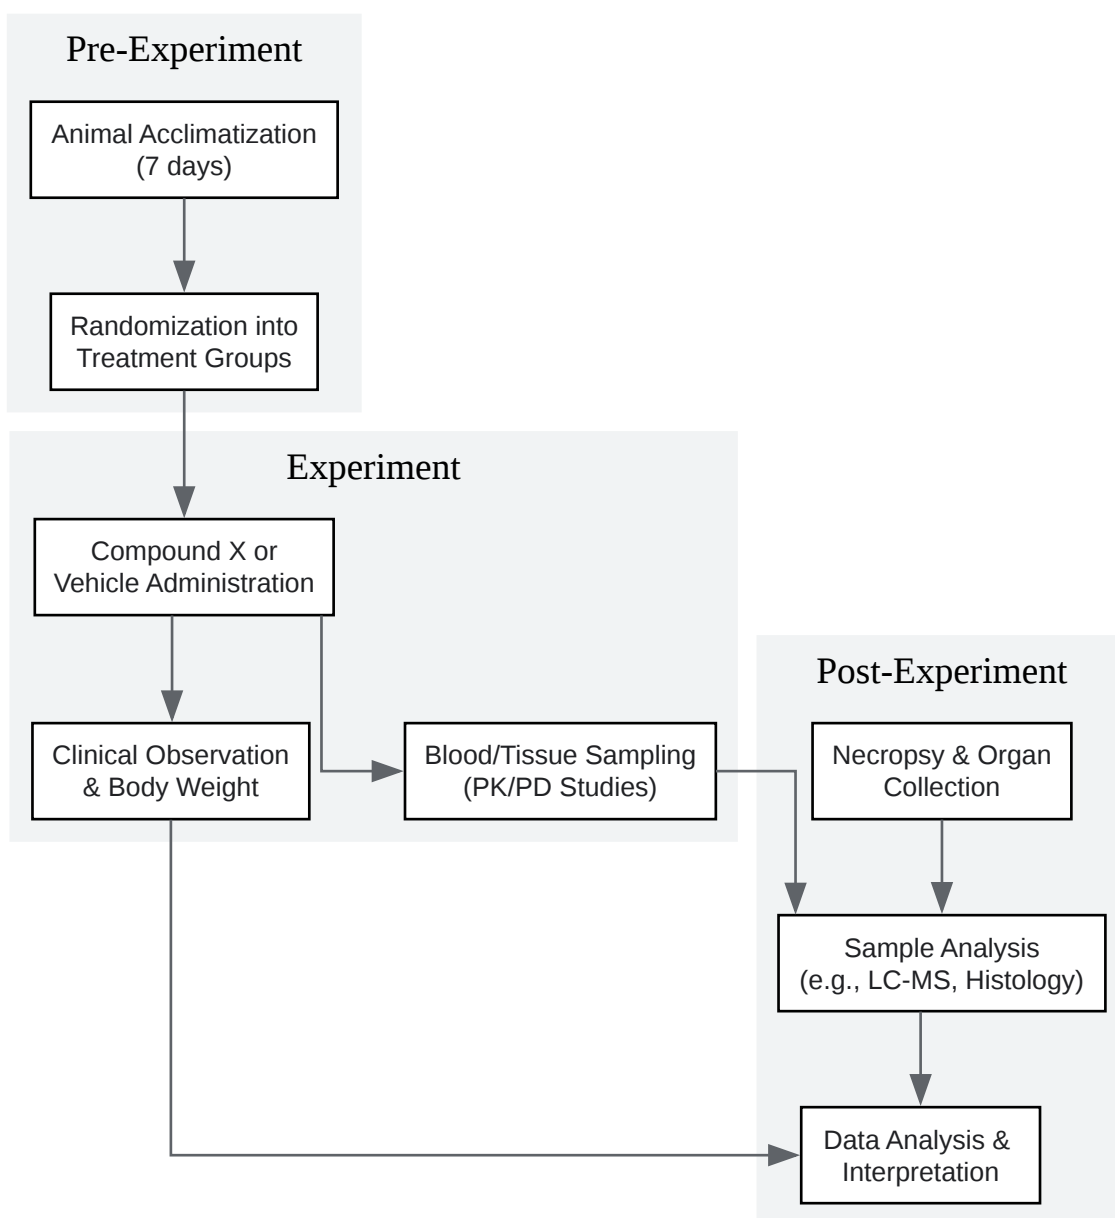 Pre-Experiment
Animal Acclimatization
(7 days)
Randomization into
Treatment Groups
Experiment
Compound X or
Vehicle Administration
Clinical Observation
& Body Weight
Blood/Tissue Sampling
(PK/PD Studies)
Post-Experiment
Necropsy & Organ
Collection
Sample Analysis
(e.g., LC-MS, Histology)
Data Analysis &
Interpretation